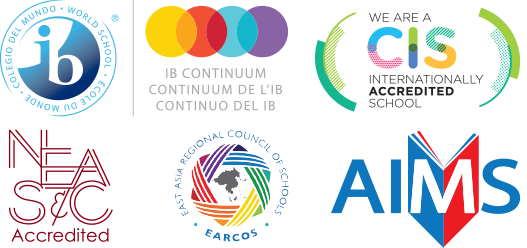 COLEGIO DEL MUNDO · WORLD SCHOOL · ÉCOLE DU MONDE ·
ib
®
IB CONTINUUM
CONTINUUM DE L'IB
CONTINUO DEL IB
WE ARE A
CIS
INTERNATIONALLY
ACCREDITED
SCHOOL
NEA
S&C
Accredited
EAST ASIA REGIONAL COUNCIL OF SCHOOLS
• EARCOS •
AIMS